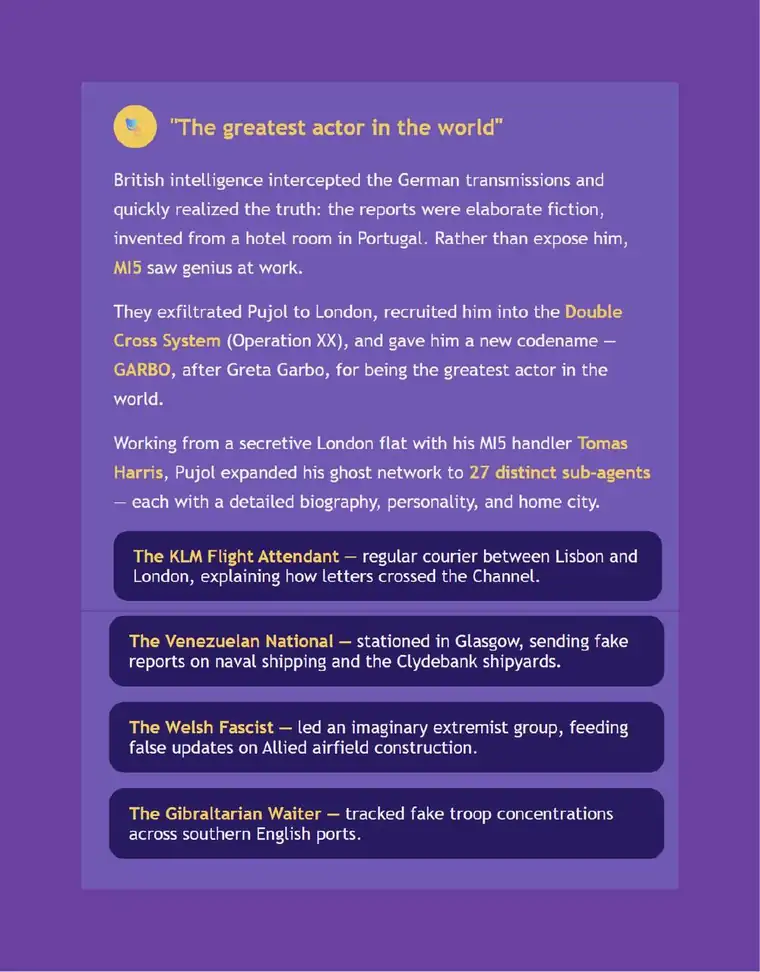 "The greatest actor in the world"
British intelligence intercepted the German transmissions and
quickly realized the truth: the reports were elaborate fiction,
invented from a hotel room in Portugal. Rather than expose him,
MI5 saw genius at work.
They exfiltrated Pujol to London, recruited him into the Double
Cross System (Operation XX), and gave him a new codename —
GARBO, after Greta Garbo, for being the greatest actor in the
world.
Working from a secretive London flat with his MI5 handler Tomas
Harris, Pujol expanded his ghost network to 27 distinct sub-agents
— each with a detailed biography, personality, and home city.
The KLM Flight Attendant — regular courier between Lisbon and
London, explaining how letters crossed the Channel.
The Venezuelan National — stationed in Glasgow, sending fake
reports on naval shipping and the Clydebank shipyards.
The Welsh Fascist — led an imaginary extremist group, feeding
false updates on Allied airfield construction.
The Gibraltarian Waiter — tracked fake troop concentrations
across southern English ports.